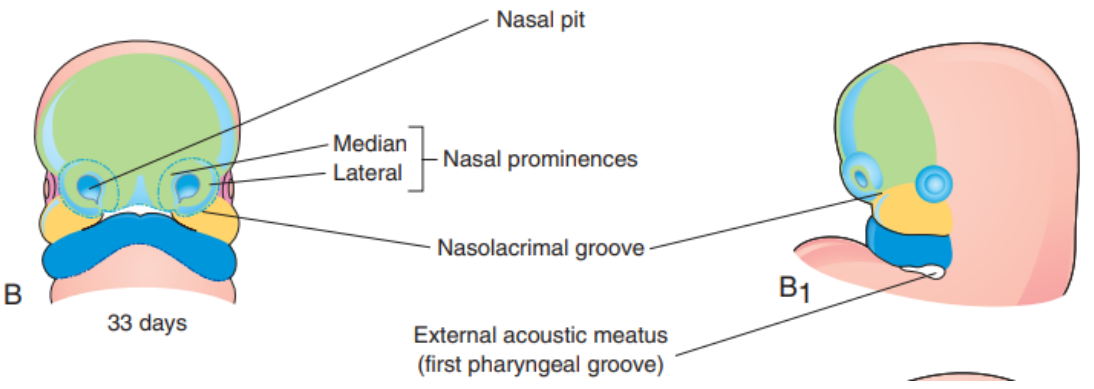 Nasal pit
Median
Lateral
Nasal prominences
Nasolacrimal groove
B
33 days
B1
External acoustic meatus
(first pharyngeal groove)